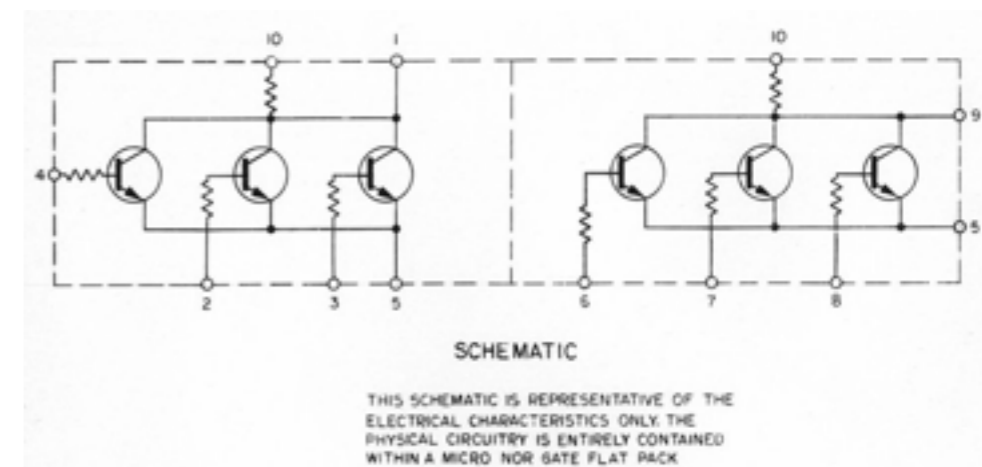 10 1 10
9
4
5
2 3 5 6 7 8
SCHEMATIC
THIS SCHEMATIC IS REPRESENTATIVE OF THE
ELECTRICAL CHARACTERISTICS ONLY. THE
PHYSICAL CIRCUITRY IS ENTIRELY CONTAINED
WITHIN A MICRO NOR GATE FLAT PACK